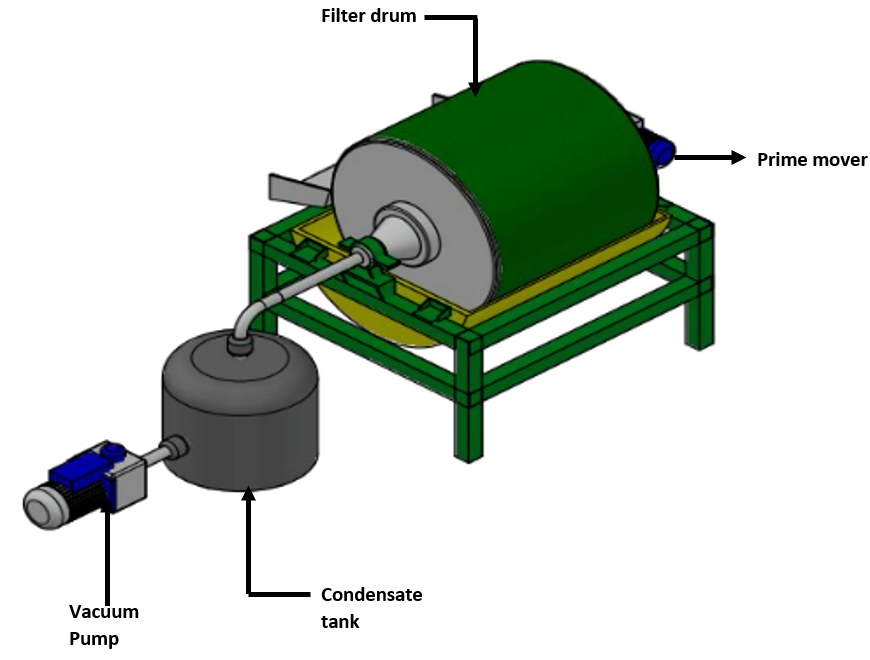 Filter drum
Prime mover
Condensate
tank
Vacuum
Pump